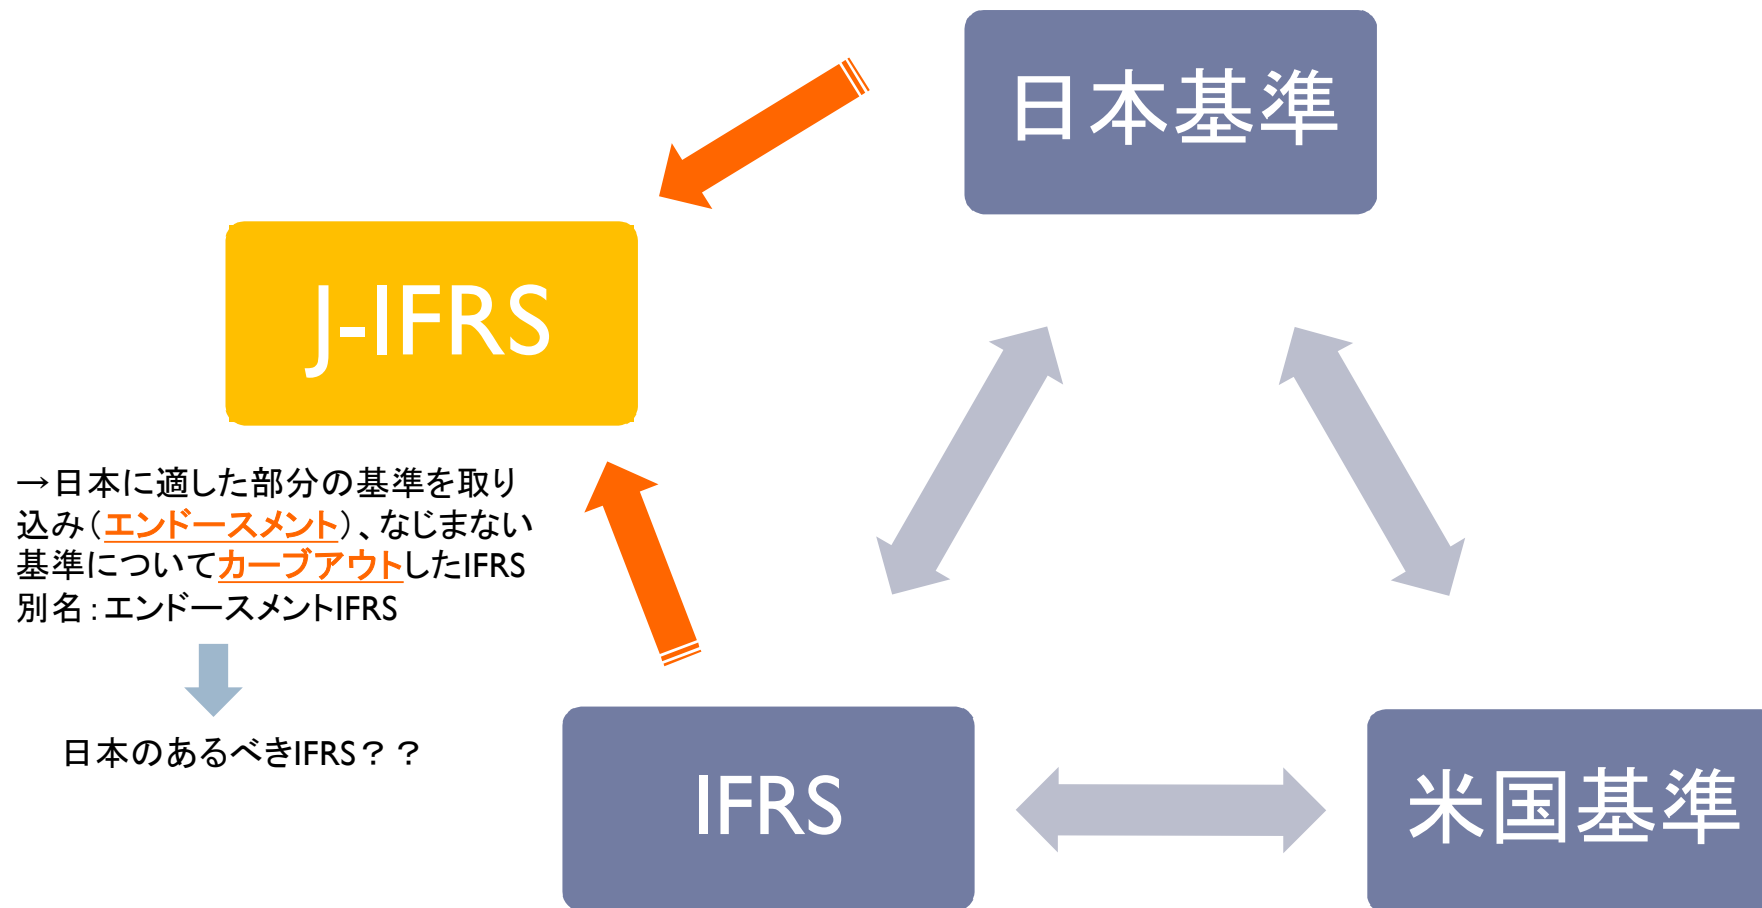 日本基準
J-IFRS
→日本に適した部分の基準を取り
込み（エンドースメント）、なじまない
基準についてカーブアウトしたIFRS
別名：エンドースメントIFRS
日本のあるべきIFRS？？
IFRS
米国基準